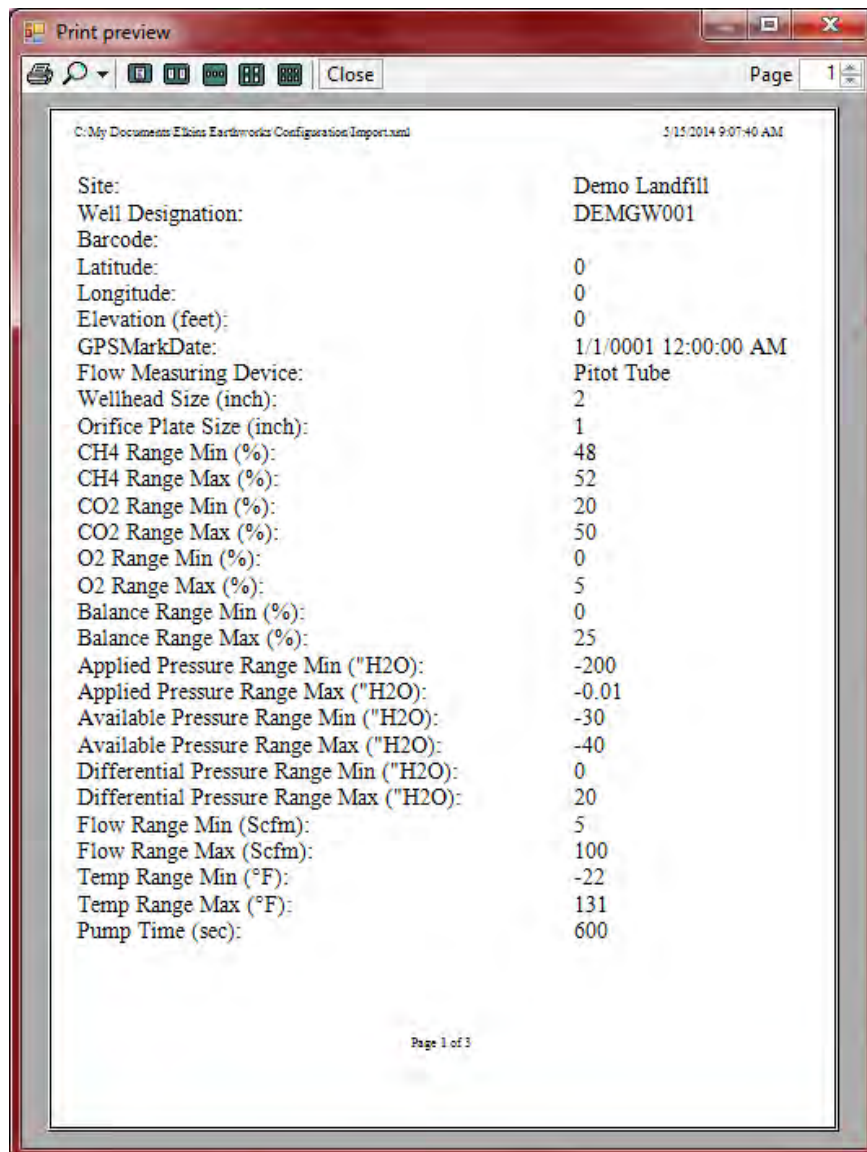 Print preview
Close
Page 1
C:\My Documents Elkins Earthworks Configuration\Import.xml 5/15/2014 9:07:40 AM
Site: Demo Landfill
Well Designation: DEMGW001
Barcode:
Latitude: 0
Longitude: 0
Elevation (feet): 0
GPSMarkDate: 1/1/0001 12:00:00 AM
Flow Measuring Device: Pitot Tube
Wellhead Size (inch): 2
Orifice Plate Size (inch): 1
CH4 Range Min (%): 48
CH4 Range Max (%): 52
CO2 Range Min (%): 20
CO2 Range Max (%): 50
O2 Range Min (%): 0
O2 Range Max (%): 5
Balance Range Min (%): 0
Balance Range Max (%): 25
Applied Pressure Range Min ("H2O): -200
Applied Pressure Range Max ("H2O): -0.01
Available Pressure Range Min ("H2O): -30
Available Pressure Range Max ("H2O): -40
Differential Pressure Range Min ("H2O): 0
Differential Pressure Range Max ("H2O): 20
Flow Range Min (Scfm): 5
Flow Range Max (Scfm): 100
Temp Range Min (°F): -22
Temp Range Max (°F): 131
Pump Time (sec): 600
Page 1 of 3